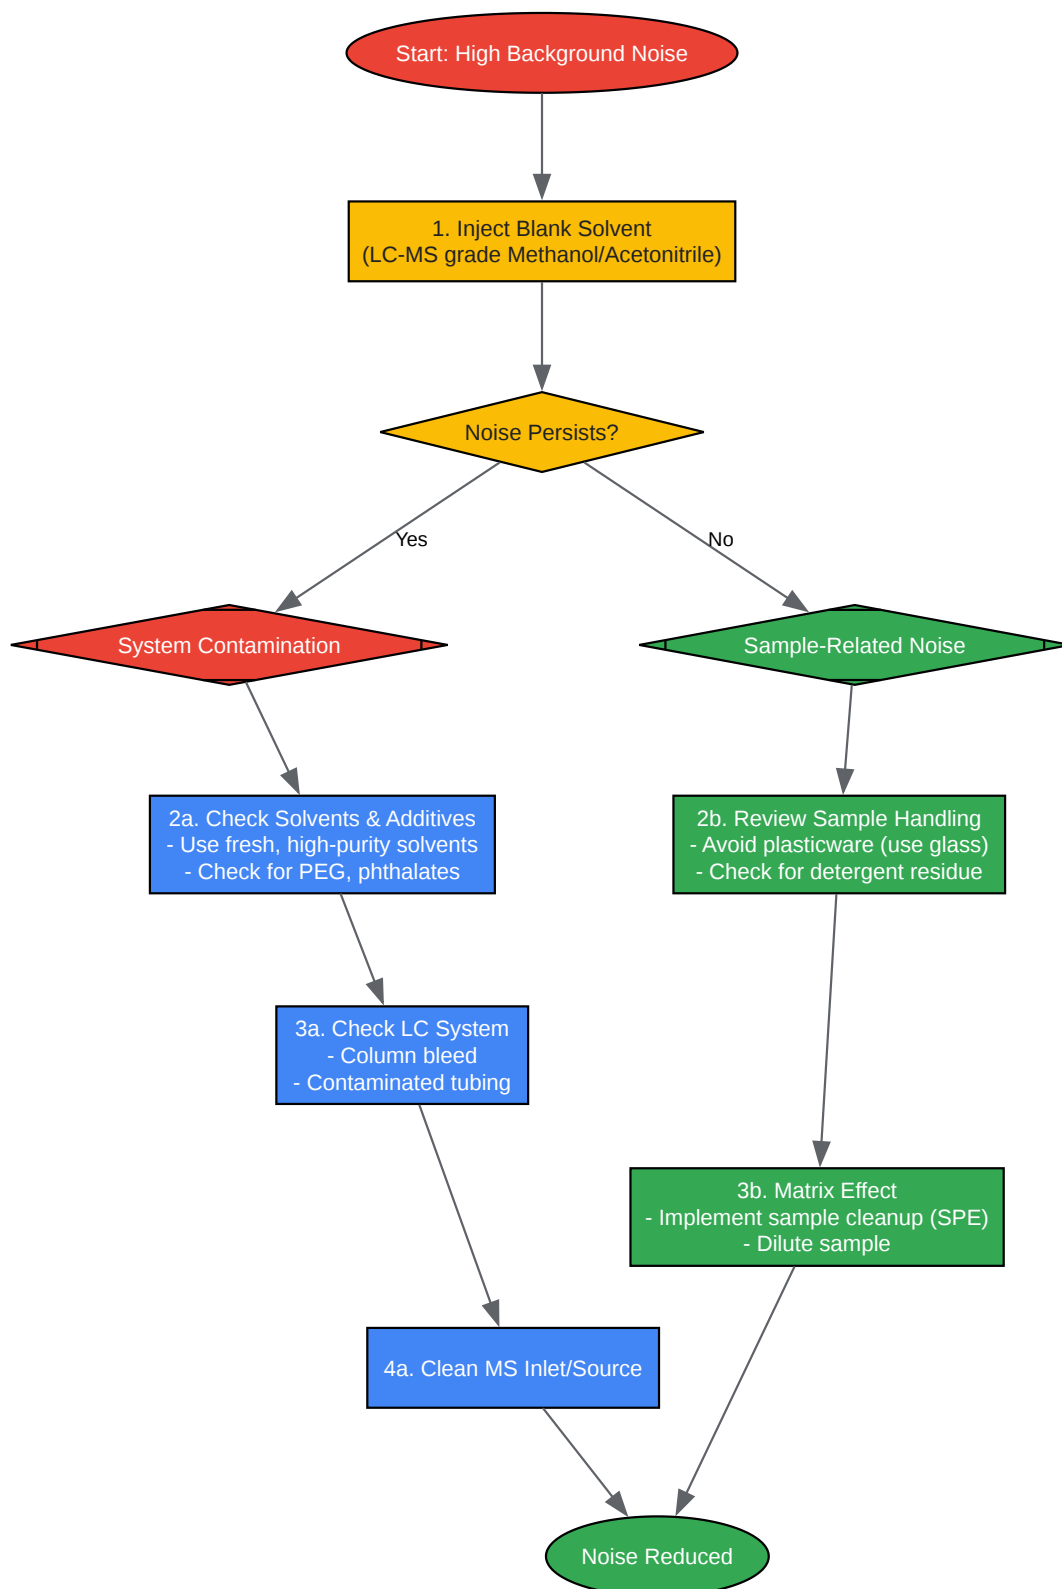 Start: High Background Noise
1. Inject Blank Solvent
(LC-MS grade Methanol/Acetonitrile)
Noise Persists?
Yes
No
System Contamination
Sample-Related Noise
2a. Check Solvents & Additives
- Use fresh, high-purity solvents
- Check for PEG, phthalates
2b. Review Sample Handling
- Avoid plasticware (use glass)
- Check for detergent residue
3a. Check LC System
- Column bleed
- Contaminated tubing
3b. Matrix Effect
- Implement sample cleanup (SPE)
- Dilute sample
4a. Clean MS Inlet/Source
Noise Reduced